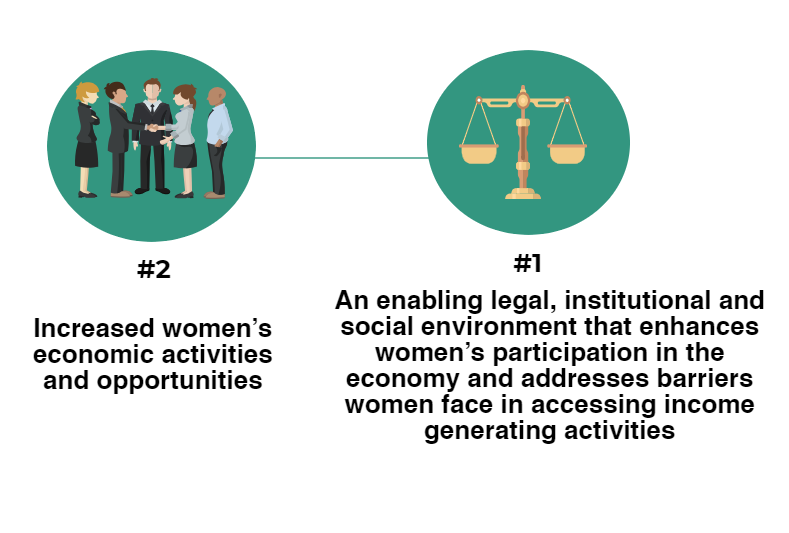 #2
Increased women’s
economic activities
and opportunities
#1
An enabling legal, institutional and
social environment that enhances
women’s participation in the
economy and addresses barriers
women face in accessing income
generating activities